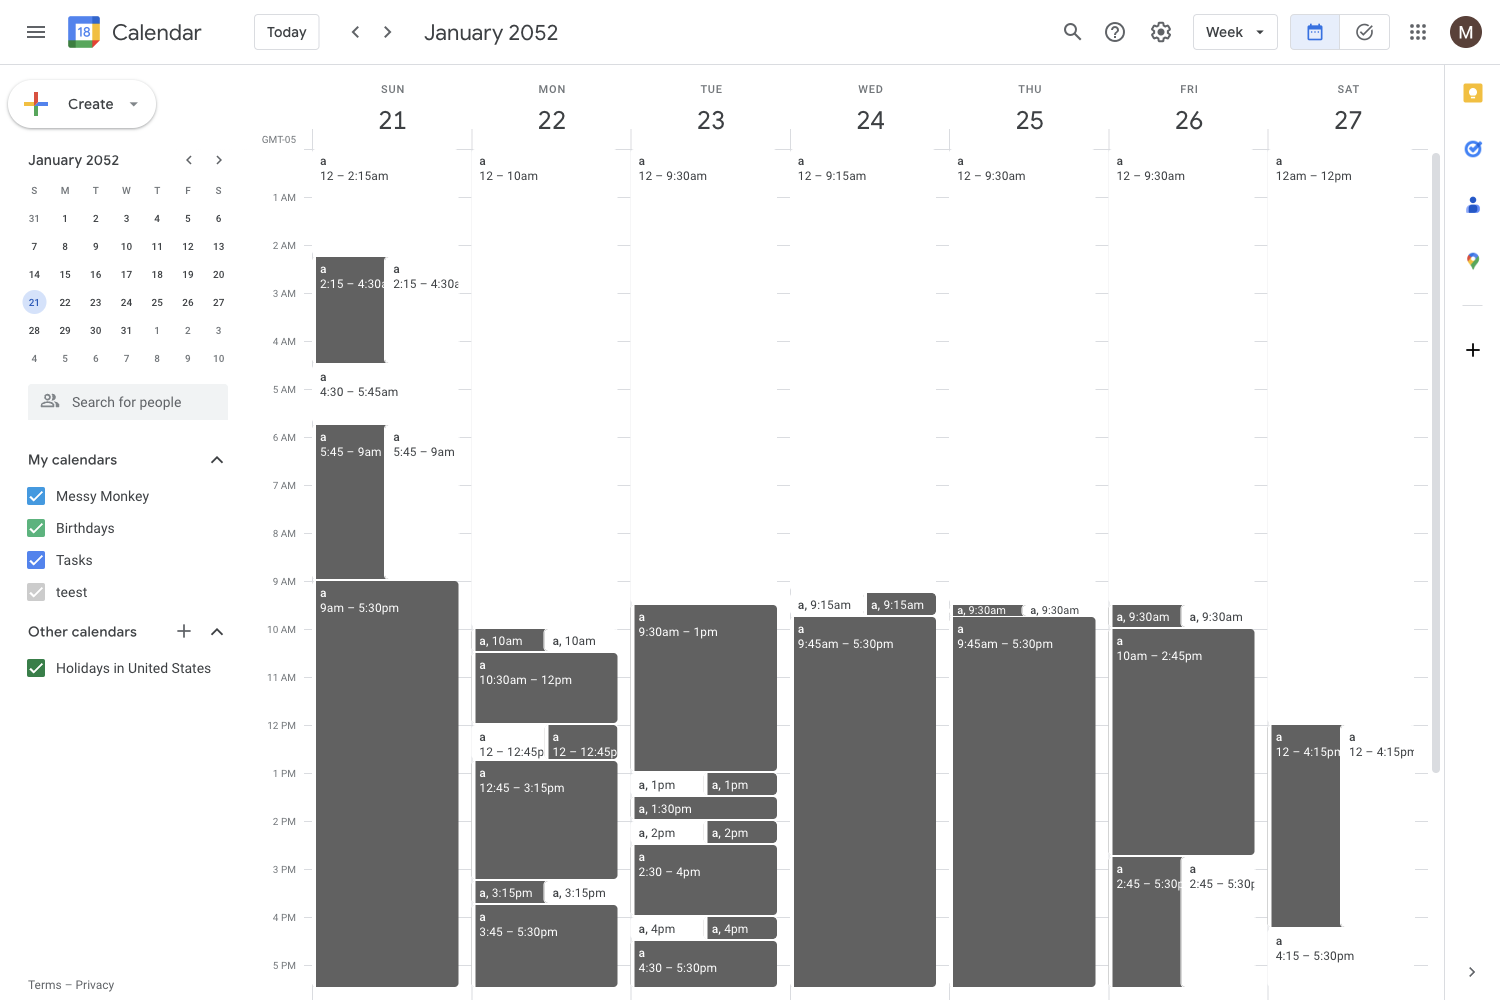 18 Calendar Today January 2052 Week M
Create
January 2052
S M T W T F S
31 1 2 3 4 5 6
7 8 9 10 11 12 13
14 15 16 17 18 19 20
21 22 23 24 25 26 27
28 29 30 31 1 2 3
4 5 6 7 8 9 10
Search for people
My calendars
Messy Monkey
Birthdays
Tasks
teest
Other calendars
Holidays in United States
Terms – Privacy
SUN MON TUE WED THU FRI SAT
21 22 23 24 25 26 27
GMT-05
1 AM
2 AM
3 AM
4 AM
5 AM
6 AM
7 AM
8 AM
9 AM
10 AM
11 AM
12 PM
1 PM
2 PM
3 PM
4 PM
5 PM
a
12 – 2:15am
a
2:15 – 4:30a
a
2:15 – 4:30a
a
4:30 – 5:45am
a
5:45 – 9am
a
5:45 – 9am
a
9am – 5:30pm
a
12 – 10am
a, 10am
a, 10am
a
10:30am – 12pm
a
12 – 12:45p
a
12 – 12:45p
a
12:45 – 3:15pm
a, 3:15pm
a, 3:15pm
a
3:45 – 5:30pm
a
12 – 9:30am
a
9:30am – 1pm
a, 1pm
a, 1pm
a, 1:30pm
a, 2pm
a, 2pm
a
2:30 – 4pm
a, 4pm
a, 4pm
a
4:30 – 5:30pm
a
12 – 9:15am
a, 9:15am
a, 9:15am
a
9:45am – 5:30pm
a
12 – 9:30am
a, 9:30am
a, 9:30am
a
9:45am – 5:30pm
a
12 – 9:30am
a, 9:30am
a, 9:30am
a
10am – 2:45pm
a
2:45 – 5:30p
a
2:45 – 5:30p
a
12am – 12pm
a
12 – 4:15pm
a
12 – 4:15pm
a
4:15 – 5:30pm